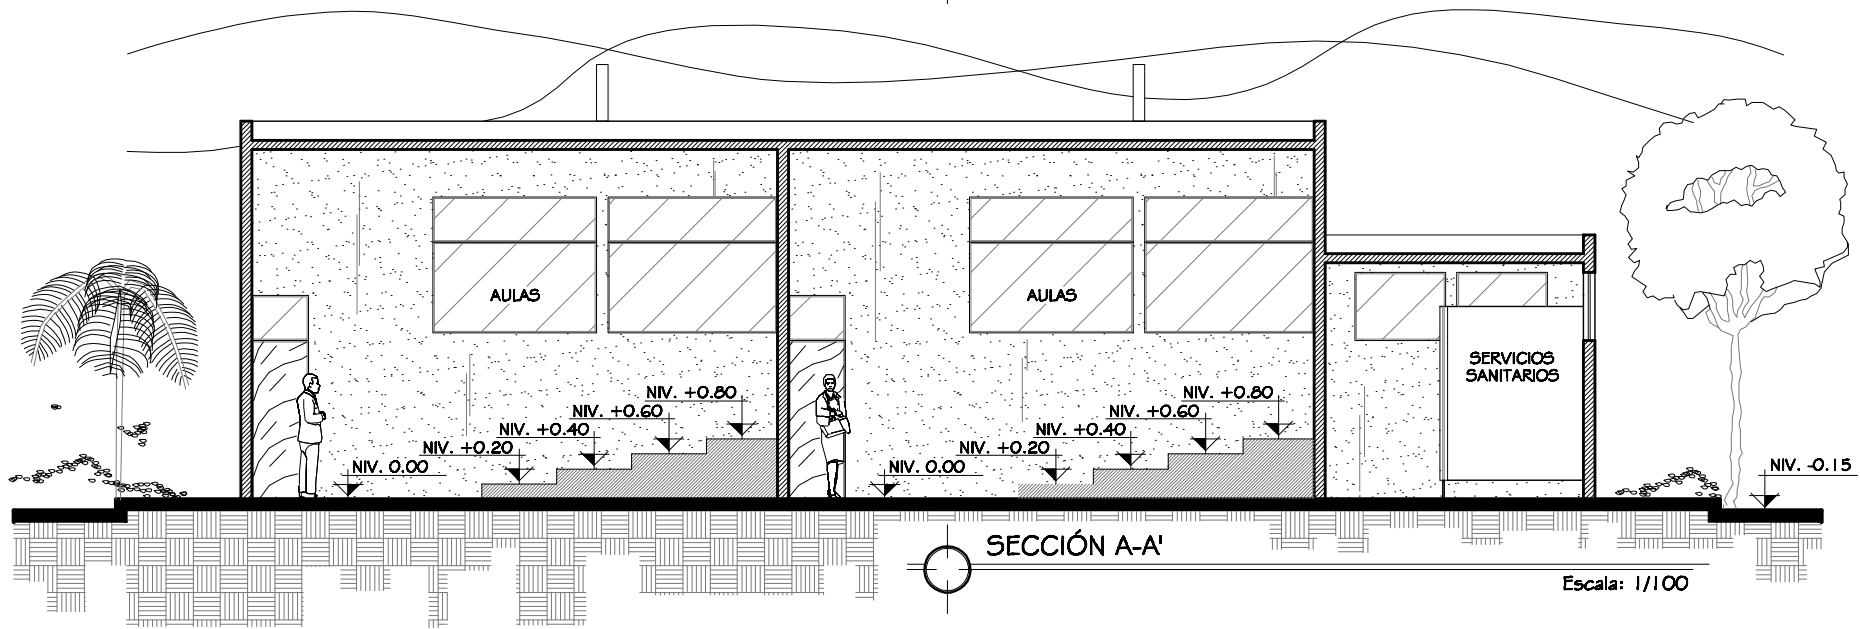 AULAS
AULAS
SERVICIOS
SANITARIOS
NIV. +0.80
NIV. +0.60
NIV. +0.40
NIV. +0.20
NIV. 0.00
NIV. +0.80
NIV. +0.60
NIV. +0.40
NIV. +0.20
NIV. 0.00
NIV. -0.15
SECCIÓN A-A'
Escala: 1/100